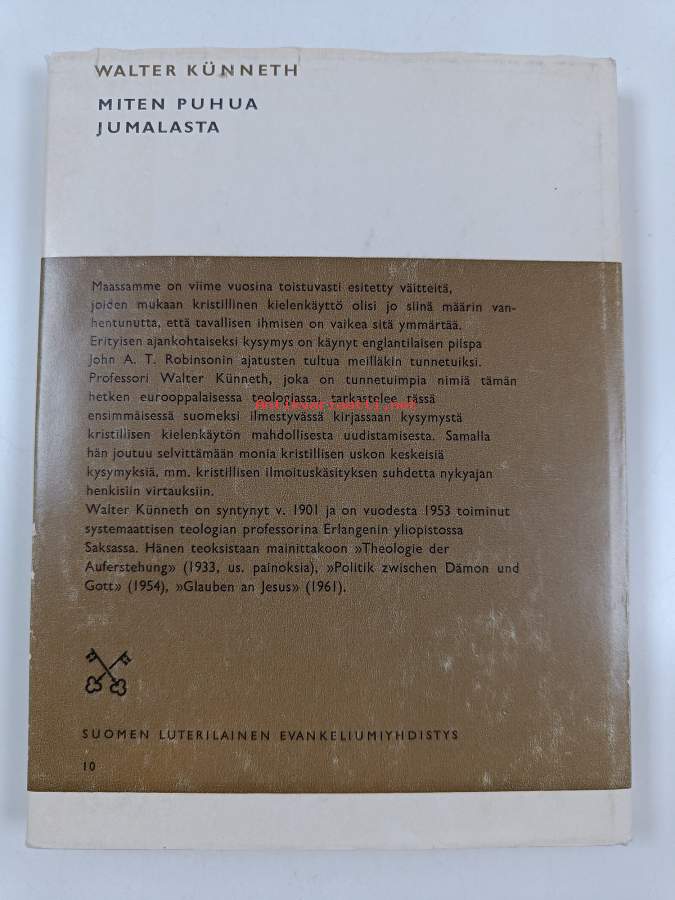 WALTER KÜNNETH
MITEN PUHUA
JUMALASTA
Maassamme on viime vuosina toistuvasti esitetty väitteitä,
joiden mukaan kristillinen kielenkäyttö olisi jo siinä määrin van-
hentunutta, että tavallisen ihmisen on vaikea sitä ymmärtää.
Erityisen ajankohtaiseksi kysymys on käynyt englantilaisen piispa
John A. T. Robinsonin ajatusten tultua meilläkin tunnetuiksi.
Professori Walter Künneth, joka on tunnetuimpia nimiä tämän
hetken eurooppalaisessa teologiassa, tarkastelee tässä
Antikvariaatti.net
ensimmäisessä suomeksi ilmestyvässä kirjassaan kysymystä
kristillisen kielenkäytön mahdollisesta uudistamisesta. Samalla
hän joutuu selvittämään monia kristillisen uskon keskeisiä
kysymyksiä, mm. kristillisen ilmoituskäsityksen suhdetta nykyajan
henkisiin virtauksiin.
Walter Künneth on syntynyt v. 1901 ja on vuodesta 1953 toiminut
systemaattisen teologian professorina Erlangenin yliopistossa
Saksassa. Hänen teoksistaan mainittakoon »Theologie der
Auferstehung» (1933, us. painoksia), »Politik zwischen Dämon und
Gott» (1954), »Glauben an Jesus» (1961).
SUOMEN LUTERILAINEN EVANKELIUMIYHDISTYS
10